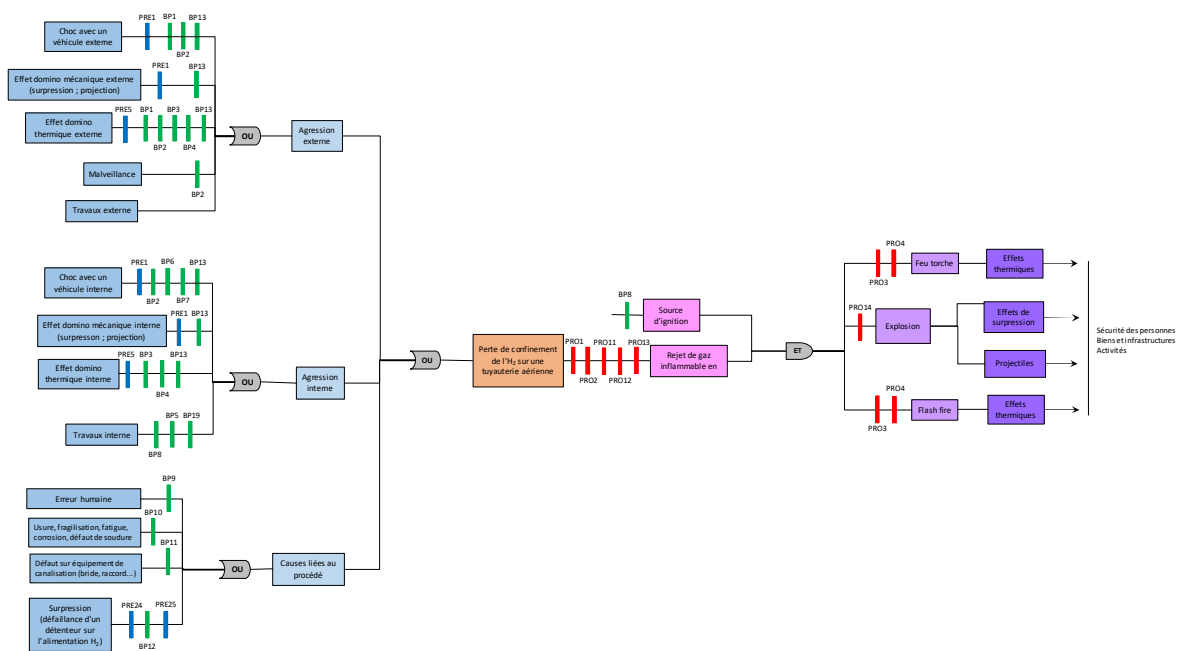 PRE1
BP1
BP13
Choc avec un
véhicule externe
BP2
Effet domino mécanique externe
(surpression ; projection)
PRE1
BP13
Effet domino
thermique externe
PRE5
BP1
BP3
BP13
BP2
BP4
OU
Agression
externe
Malveillance
BP2
Travaux externe
Choc avec un
véhicule interne
PRE1
BP6
BP13
BP2
BP7
Effet domino mécanique interne
(surpresson ; projection)
PRE1
BP13
Effet domino
thermique interne
PRE5
BP3
BP13
BP4
OU
Agression
interne
Travaux interne
BP5
BP19
BP8
Erreur humaine
BP9
Usure, fragilisation, fatigue,
corrosion, défaut de soudure
BP10
Défaut sur équipement de
canalisation (bride, raccord...)
BP11
OU
Causes liées au
procédé
Surpression
(défaillance d'un
détenteur sur
l'alimentation H2)
PRE24
PRE25
BP12
OU
Perte de confinement
de l'H2 sur une
tuyauterie aérienne
PRO1
PRO11
PRO13
PRO2
PRO12
BP8
Source
d'ignition
Rejet de gaz
inflammable en
ET
PRO4
PRO3
Feu torche
Effets
thermiques
PRO14
Explosion
Effets de
surpression
Projectiles
PRO4
PRO3
Flash fire
Effets
thermiques
Sécurité des personnes
Biens et infrastructures
Activités